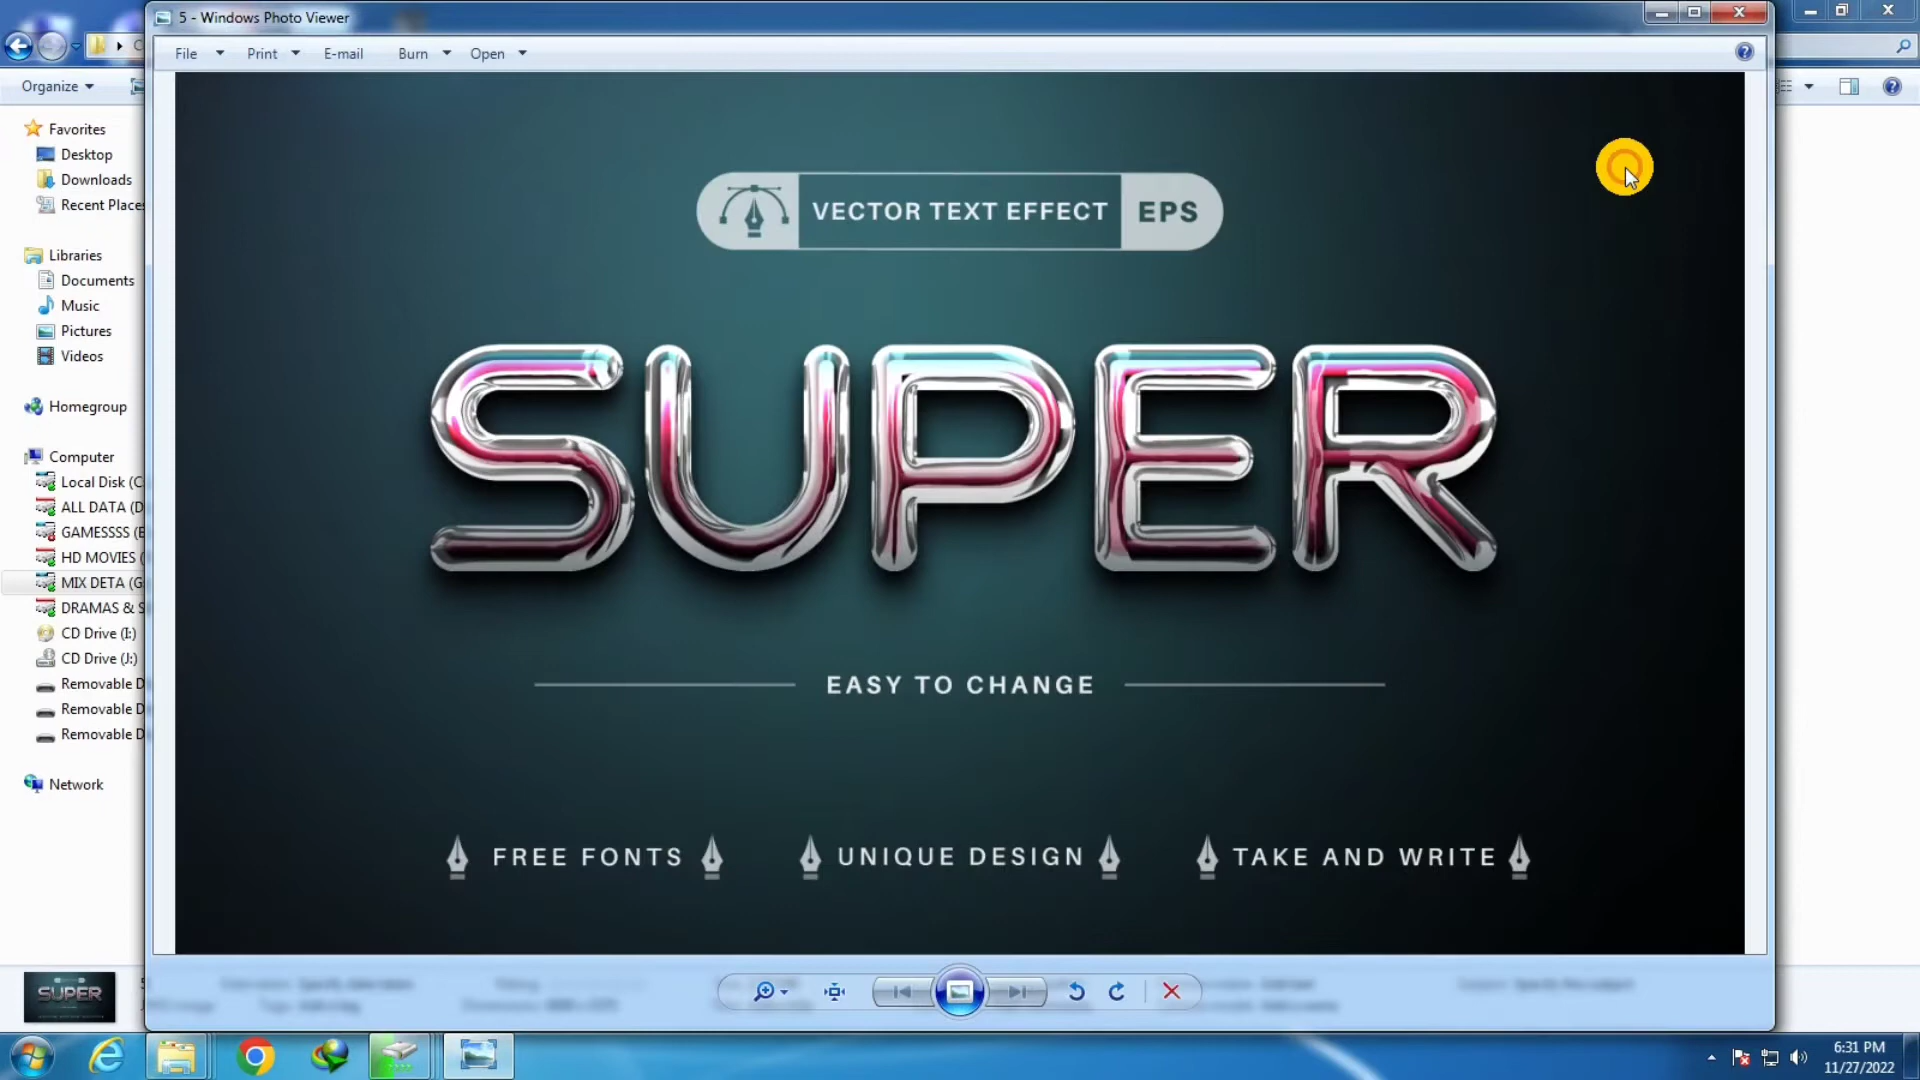 5 - Windows Photo Viewer
File Print E-mail Burn Open
Organize
Favorites
Desktop
Downloads
Recent Places
Libraries
Documents
Music
Pictures
Videos
Homegroup
Computer
Local Disk (C
ALL DATA (D
GAMESSSS (E
HD MOVIES (
MIX DETA (G
DRAMAS & S
CD Drive (I:)
CD Drive (J:)
Removable D
Removable D
Removable D
Network
VECTOR TEXT EFFECT EPS
SUPER
EASY TO CHANGE
FREE FONTS UNIQUE DESIGN TAKE AND WRITE
SUPER
6:31 PM
11/27/2022